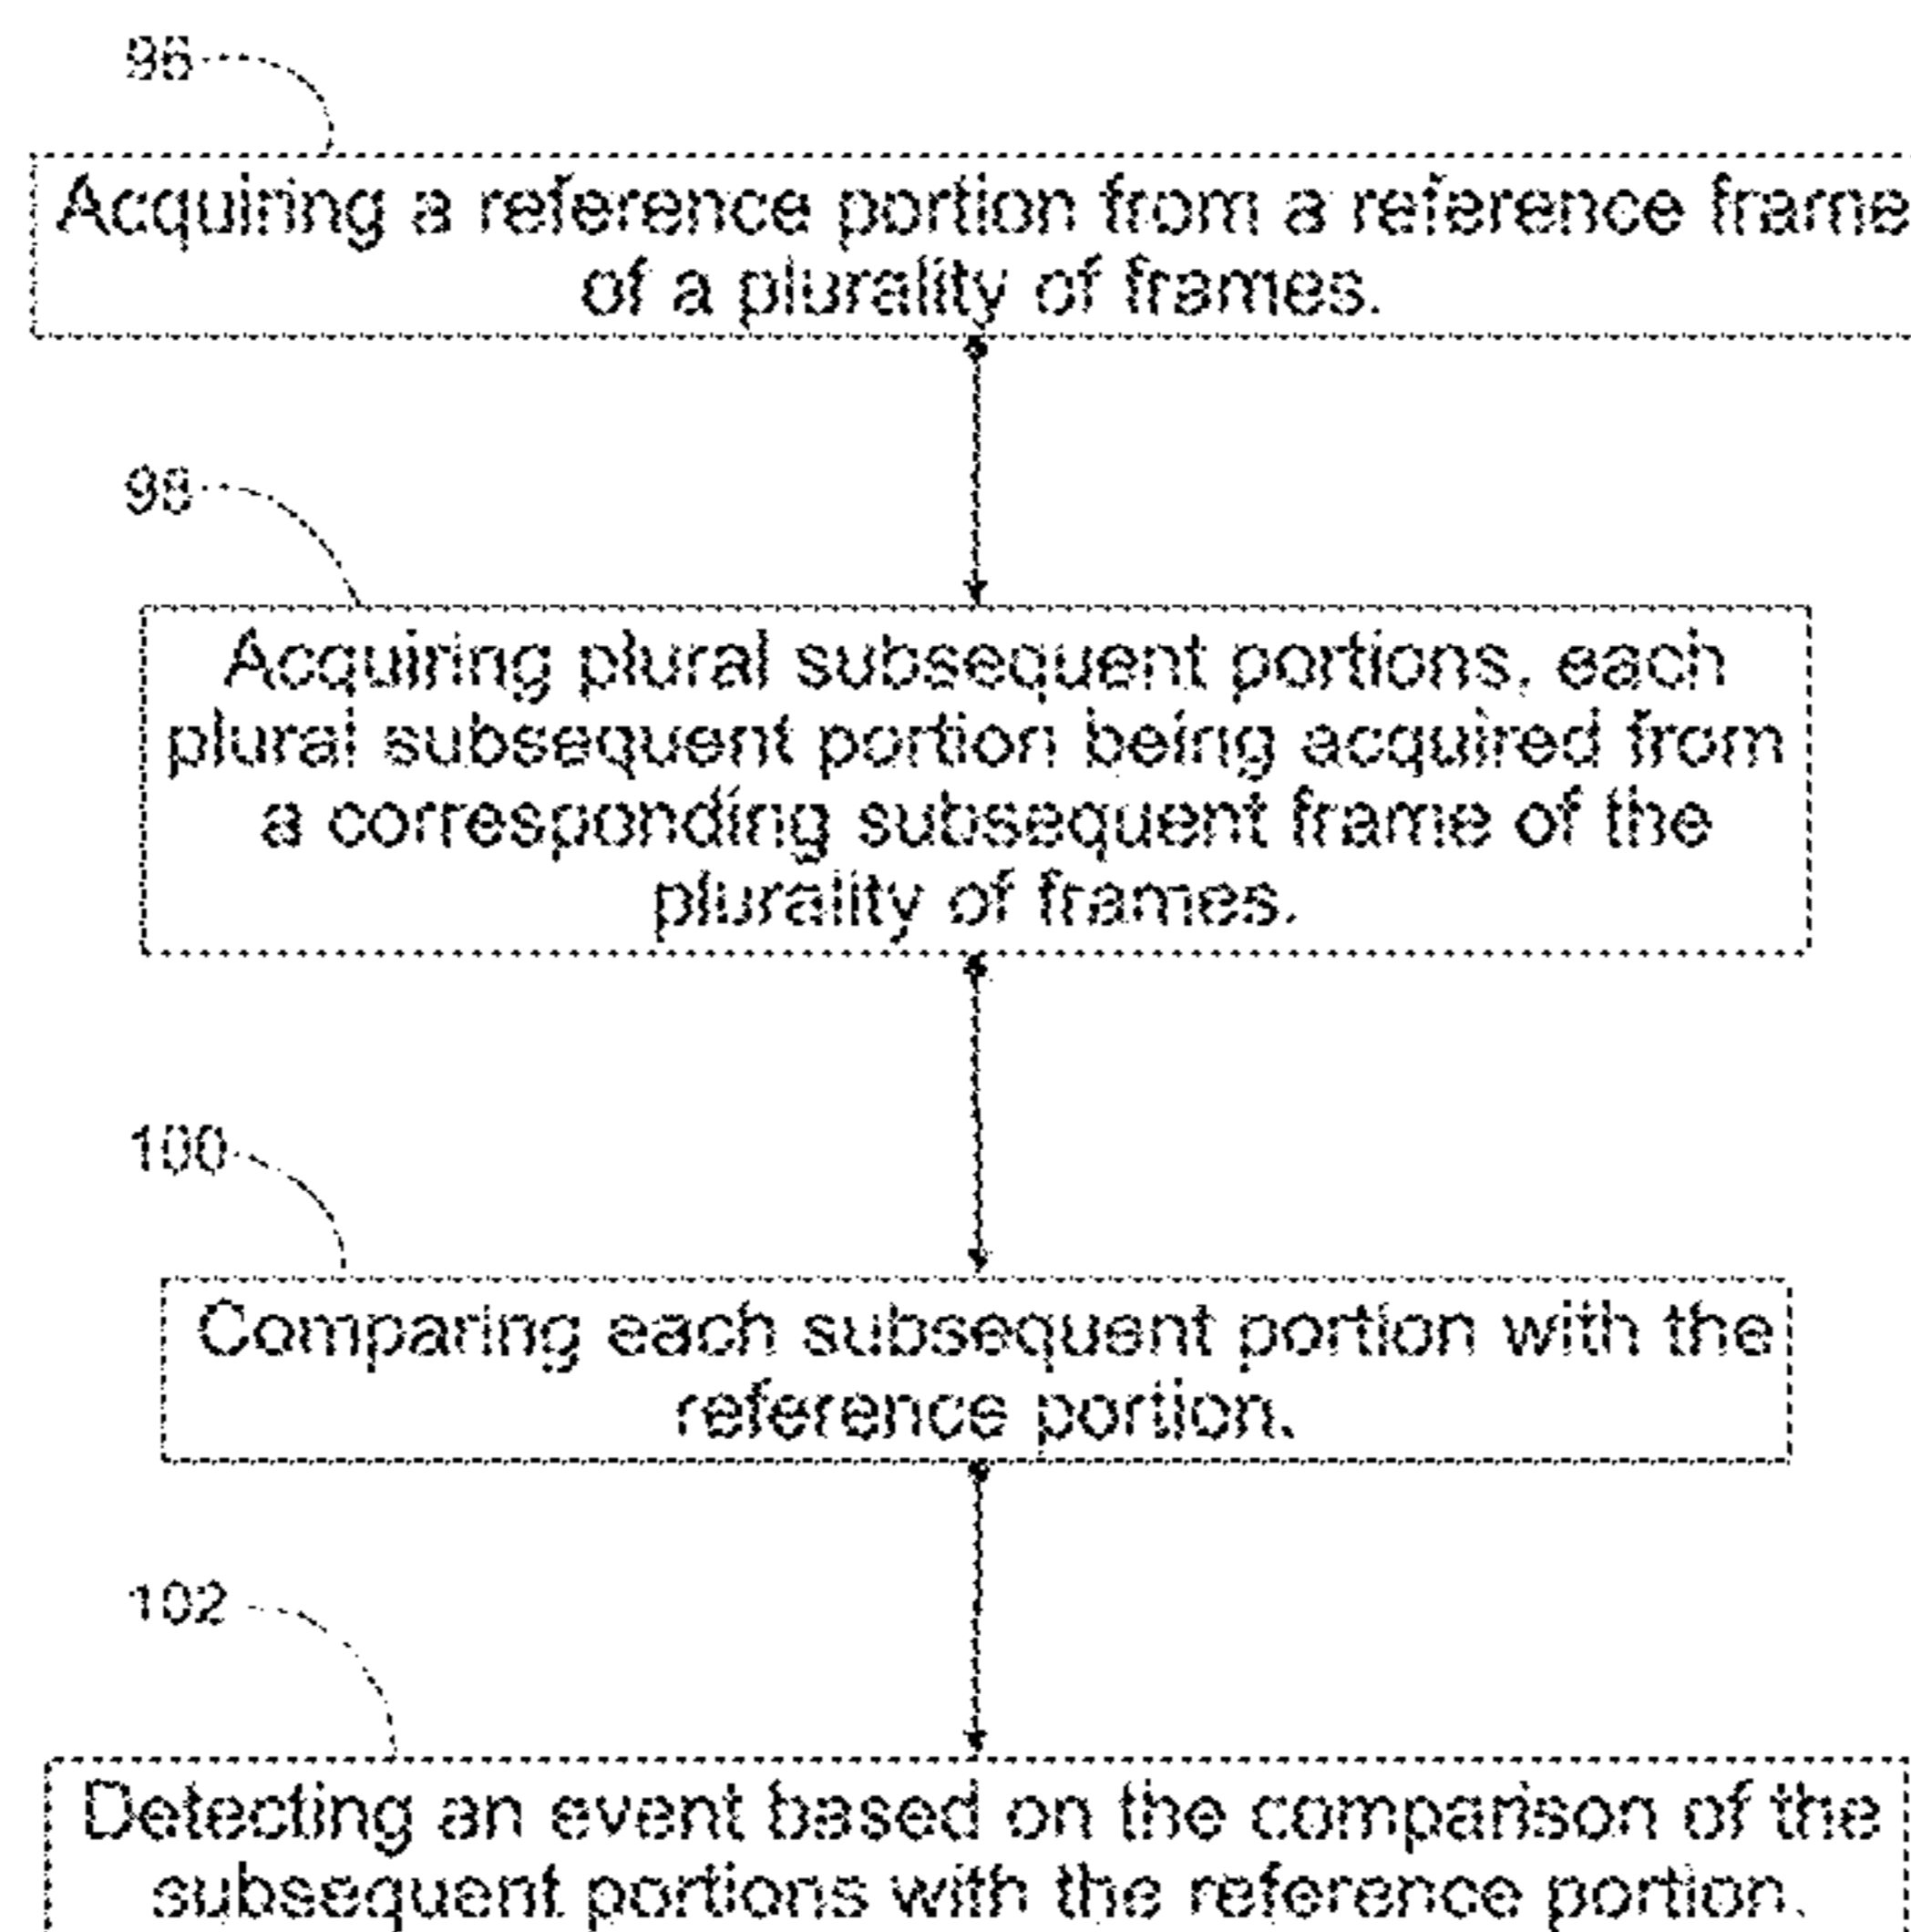 96
Acquiring a reference portion from a reference frame
of a plurality of frames.
98
Acquiring plural subsequent portions, each
plural subsequent portion being acquired from
a corresponding subsequent frame of the
plurality of frames.
100
Comparing each subsequent portion with the
reference portion.
102
Detecting an event based on the comparison of the
subsequent portions with the reference portion.